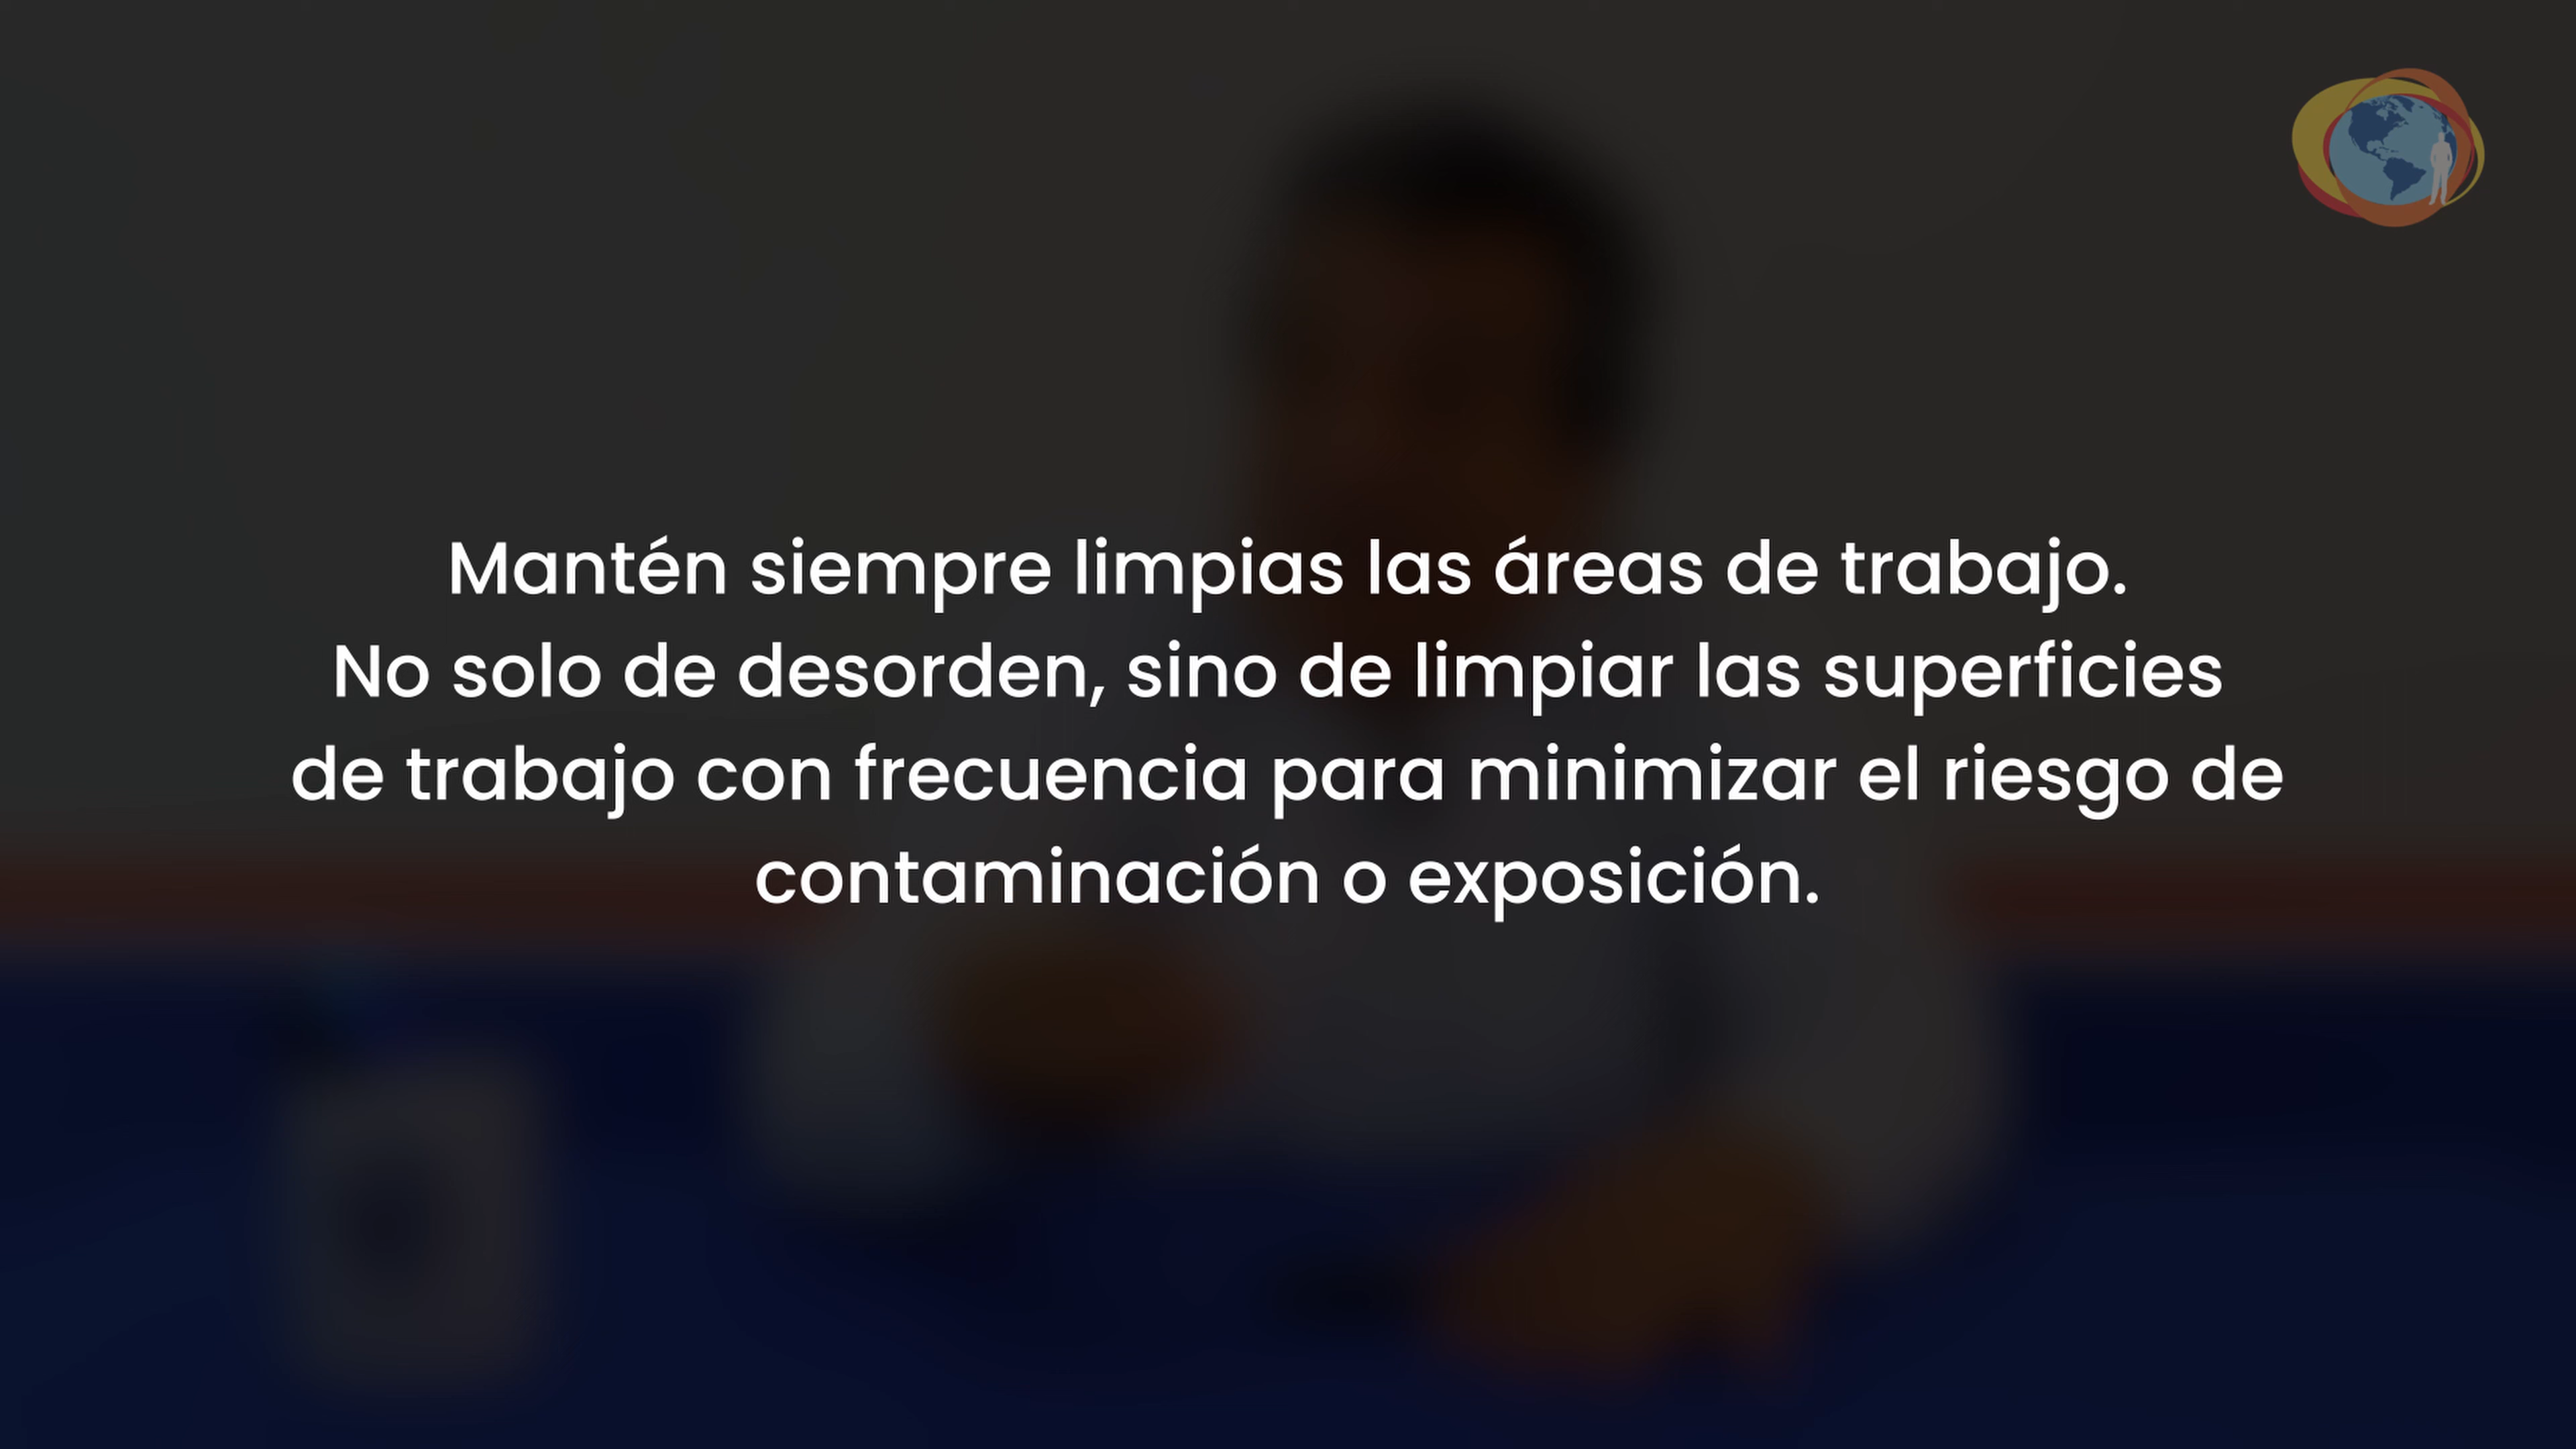 Mantén siempre limpias las áreas de trabajo.
No solo de desorden, sino de limpiar las superficies
de trabajo con frecuencia para minimizar el riesgo de
contaminación o exposición.